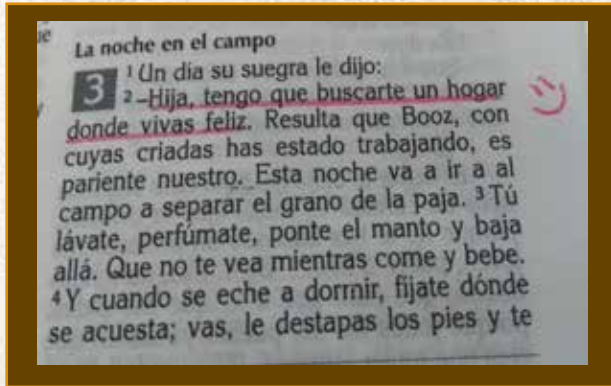 La noche en el campo
3 ¹ Un día su suegra le dijo:
² –Hija, tengo que buscarte un hogar
donde vivas feliz. Resulta que Booz, con
cuyas criadas has estado trabajando, es
pariente nuestro. Esta noche va a ir a al
campo a separar el grano de la paja. ³ Tú
lávate, perfúmate, ponte el manto y baja
allá. Que no te vea mientras come y bebe.
⁴ Y cuando se eche a dormir, fíjate dónde
se acuesta; vas, le destapas los pies y te